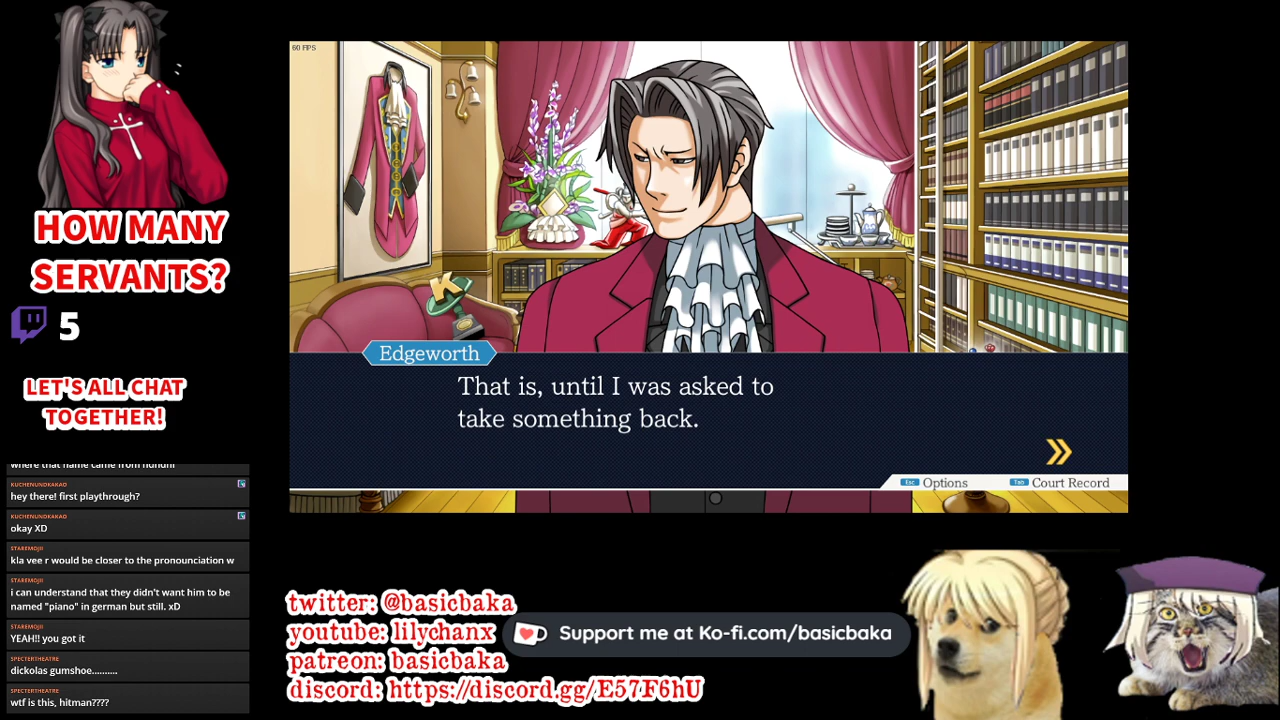 HOW MANY
SERVANTS?
5
LET'S ALL CHAT
TOGETHER!
where that name came from huhuhi
KUCHENUNDKAKAO
hey there! first playthrough?
KUCHENUNDKAKAO
okay XD
STAREMOJI
kla vee r would be closer to the pronounciation w
STAREMOJI
i can understand that they didn't want him to be
named "piano" in german but still. xD
STAREMOJI
YEAH!! you got it
SPECTERTHEATRE
dickolas gumshoe..........
SPECTERTHEATRE
wtf is this, hitman????
60 FPS
K
Edgeworth
That is, until I was asked to
take something back.
Esc Options
Tab Court Record
twitter: @basicbaka
youtube: lilychanx
patreon: basicbaka
discord: https://discord.gg/E57F6hU
Support me at Ko-fi.com/basicbaka